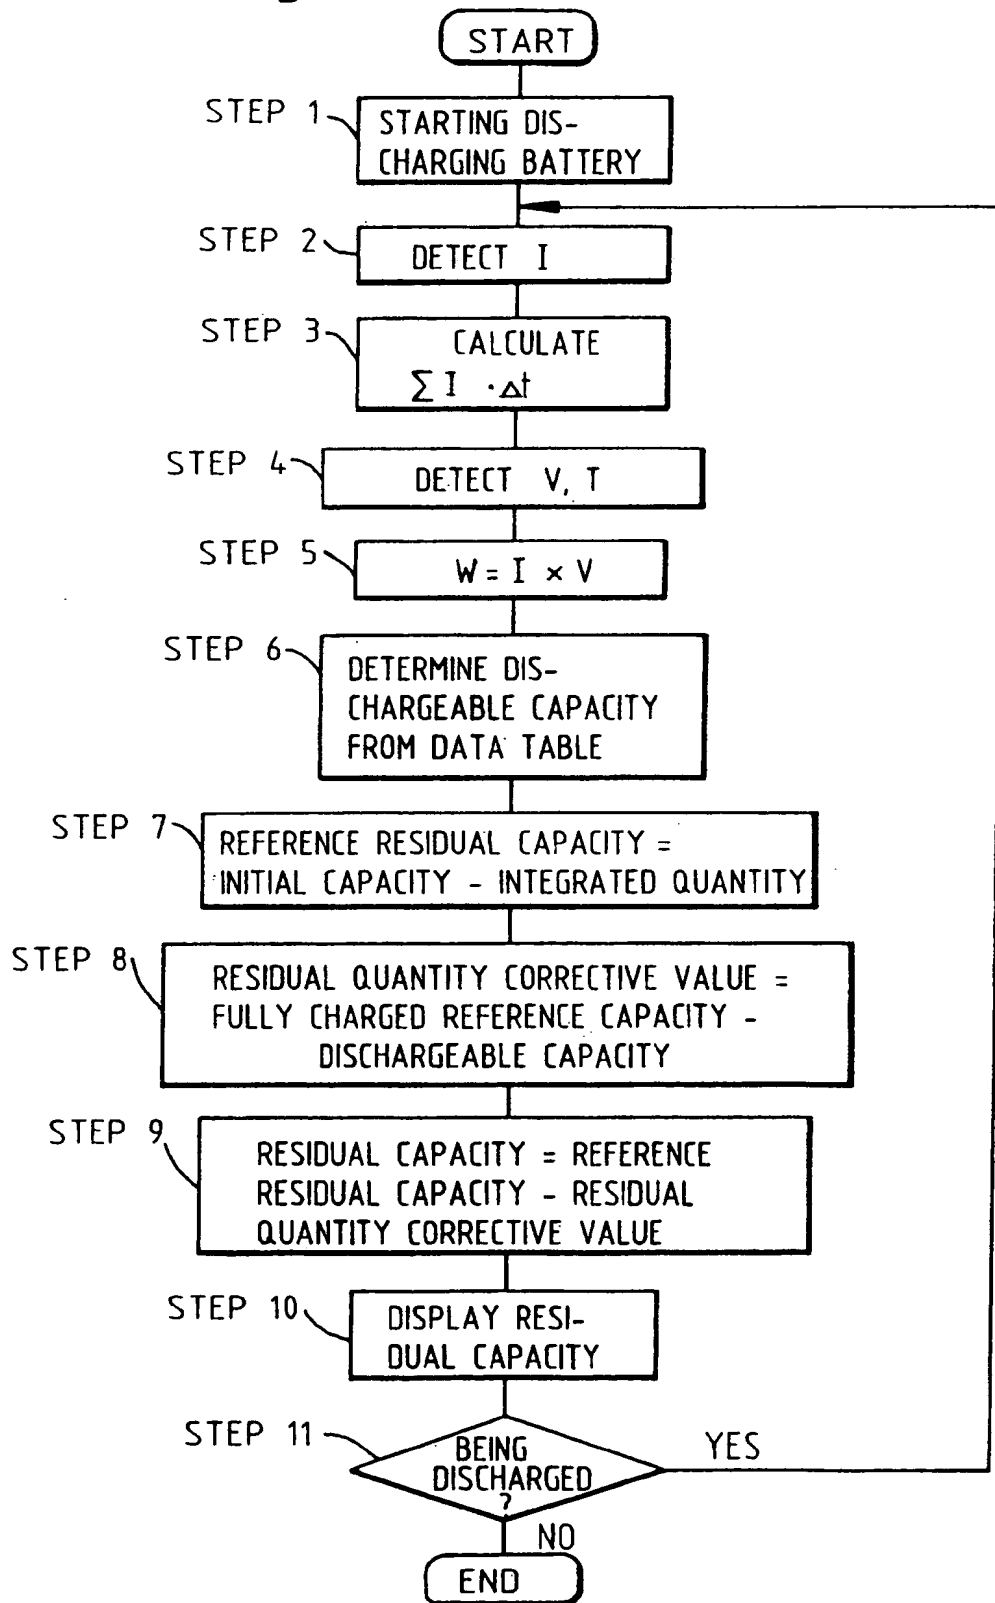 START
STEP 1
STARTING DIS-
CHARGING BATTERY
STEP 2
DETECT I
STEP 3
CALCULATE
∑ I ·Δt
STEP 4
DETECT V, T
STEP 5
W = I × V
STEP 6
DETERMINE DIS-
CHARGEABLE CAPACITY
FROM DATA TABLE
STEP 7
REFERENCE RESIDUAL CAPACITY =
INITIAL CAPACITY - INTEGRATED QUANTITY
STEP 8
RESIDUAL QUANTITY CORRECTIVE VALUE =
FULLY CHARGED REFERENCE CAPACITY -
DISCHARGEABLE CAPACITY
STEP 9
RESIDUAL CAPACITY = REFERENCE
RESIDUAL CAPACITY - RESIDUAL
QUANTITY CORRECTIVE VALUE
STEP 10
DISPLAY RESI-
DUAL CAPACITY
STEP 11
BEING
DISCHARGED
?
YES
NO
END